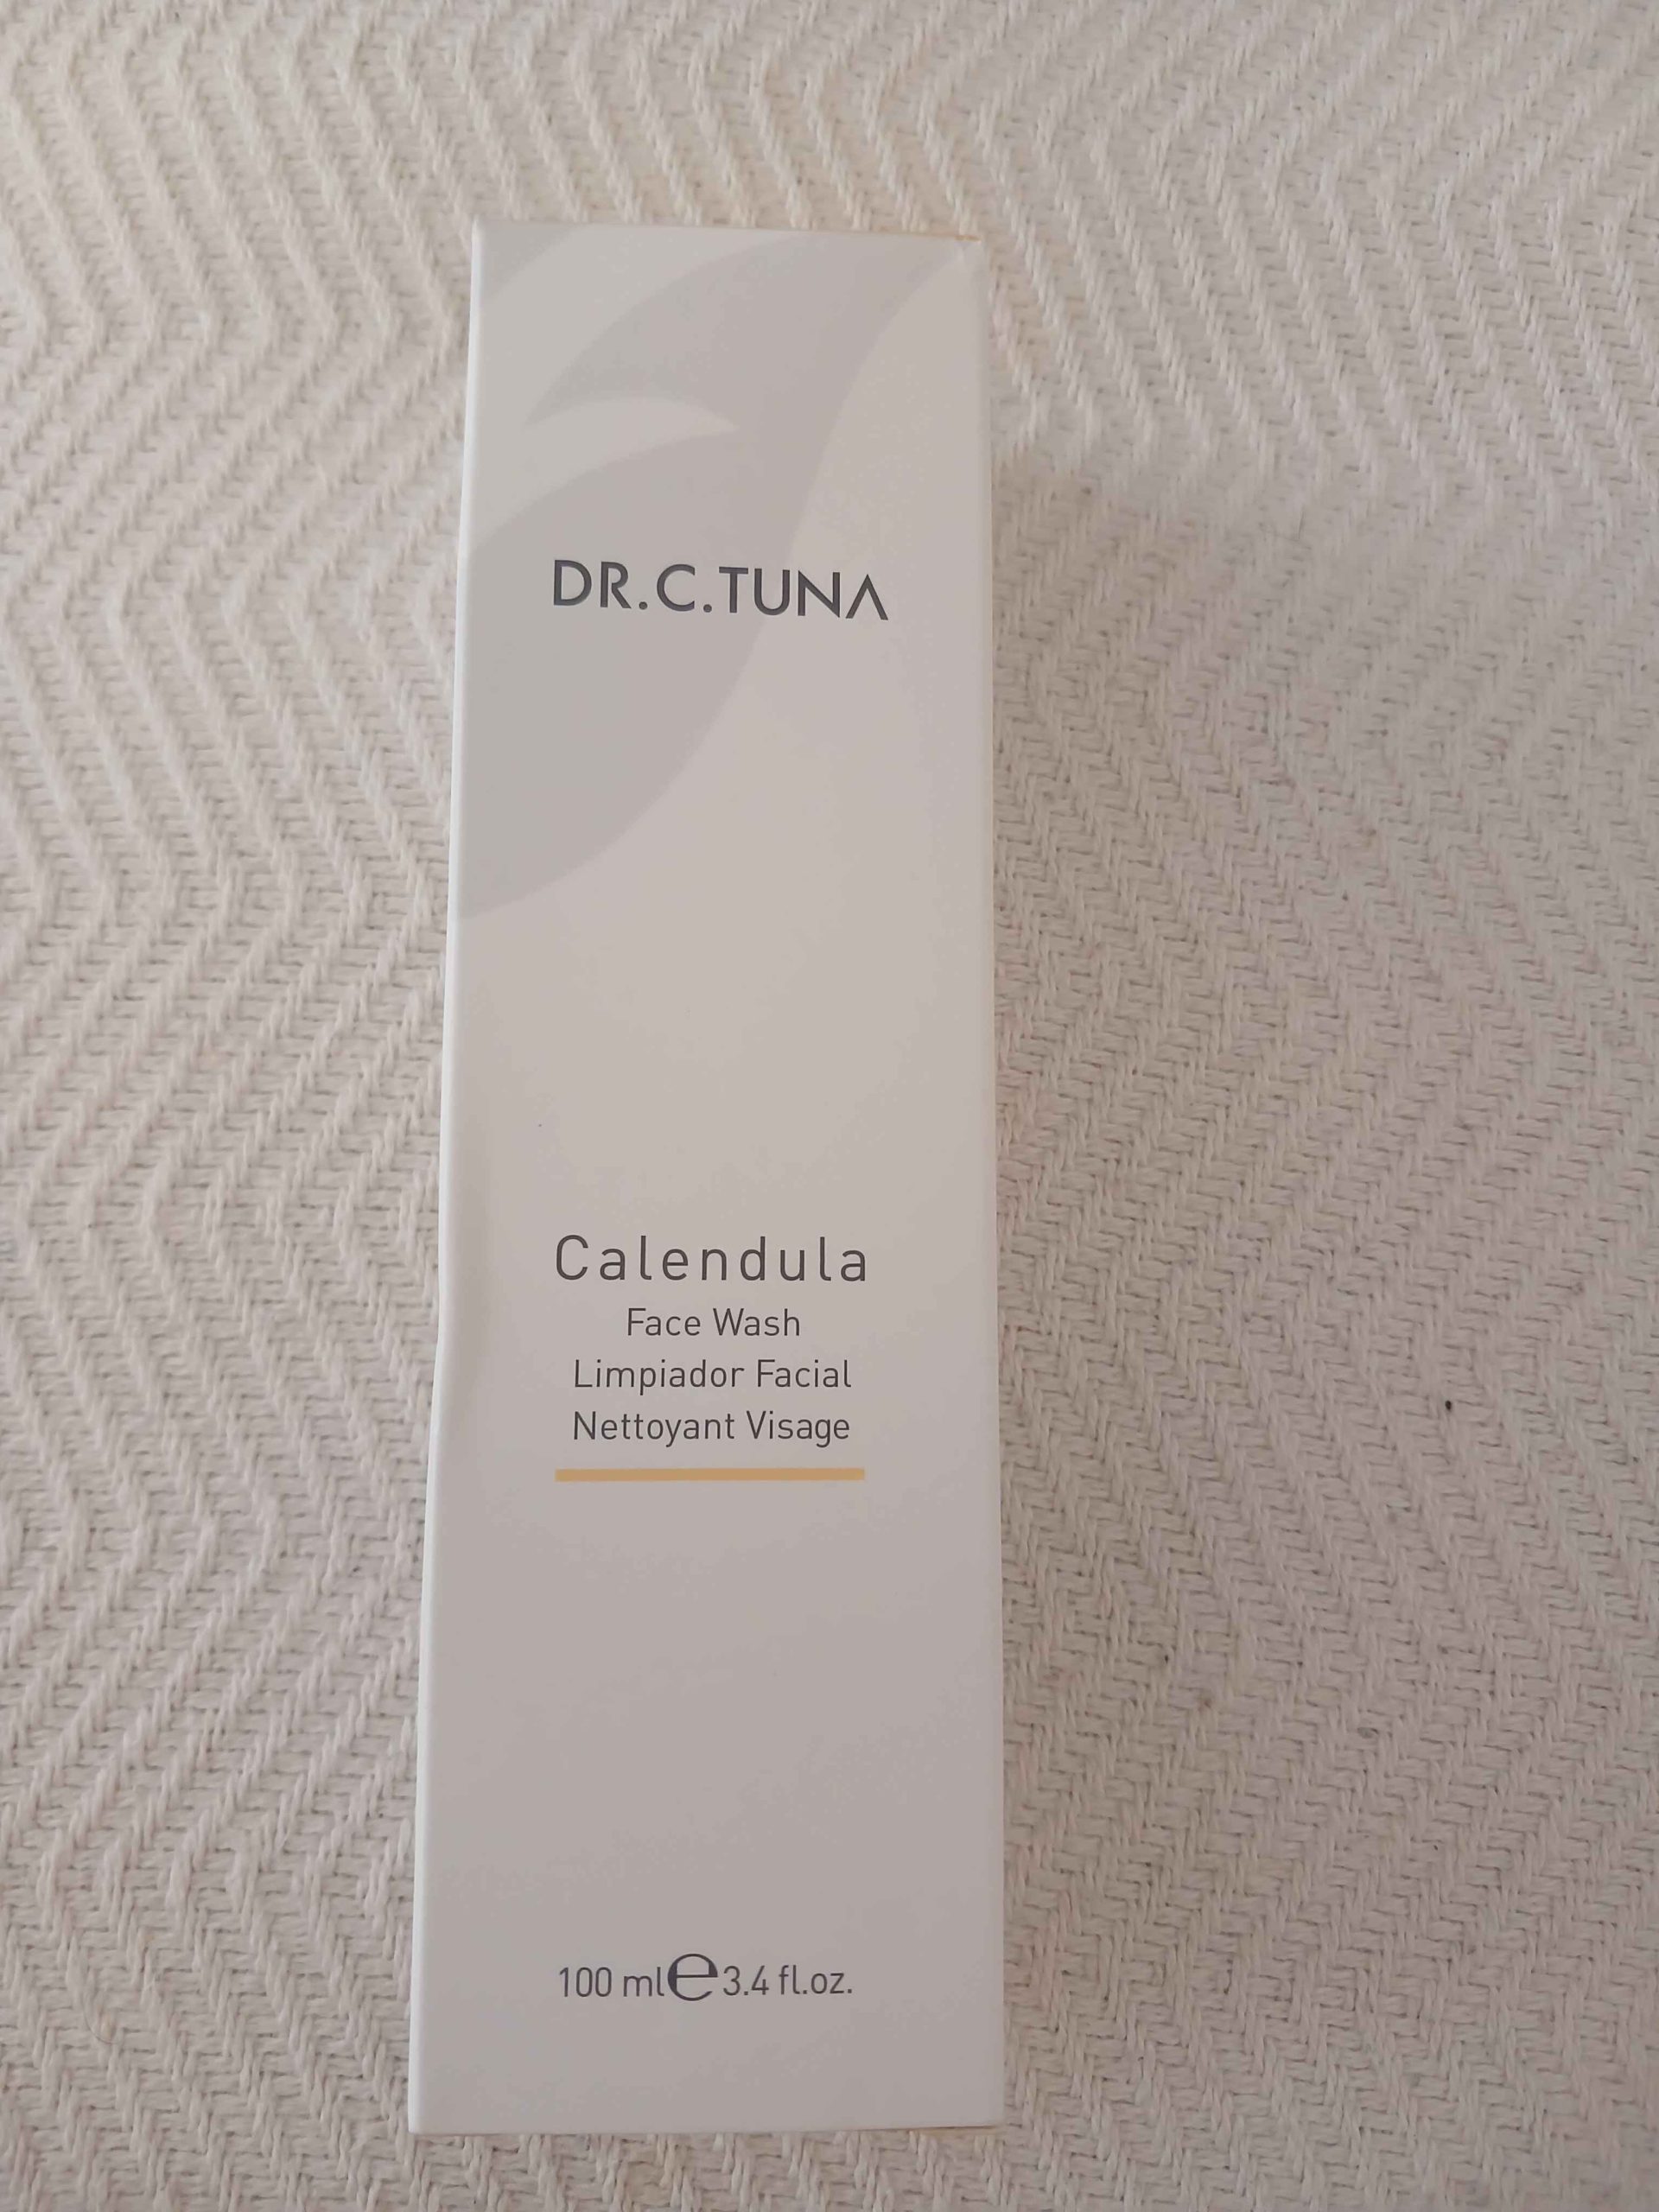 DR.C.TUNA
Calendula
Face Wash
Limpiador Facial
Nettoyant Visage
100 ml ℮ 3.4 fl.oz.